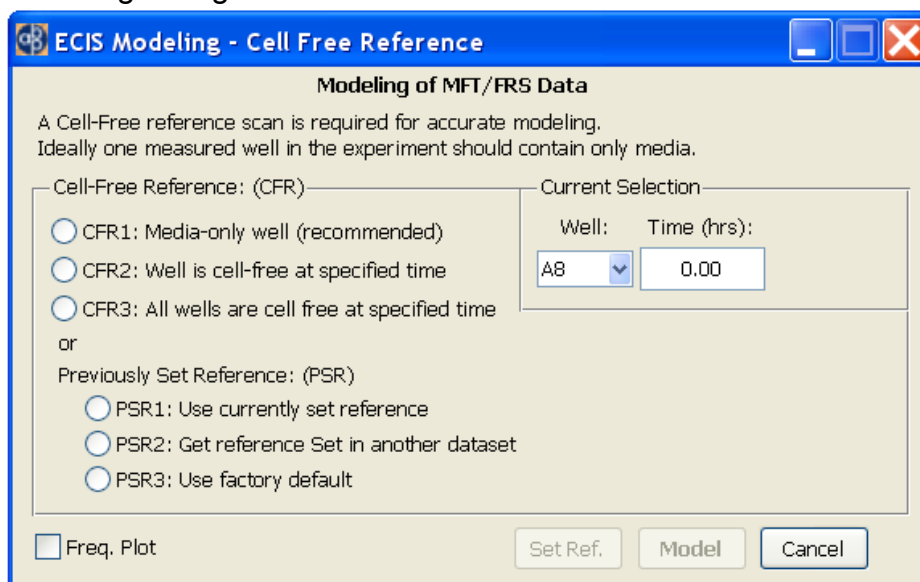 ECIS Modeling - Cell Free Reference
Modeling of MFT/FRS Data
A Cell-Free reference scan is required for accurate modeling.
Ideally one measured well in the experiment should contain only media.
Cell-Free Reference: (CFR)
CFR1: Media-only well (recommended)
CFR2: Well is cell-free at specified time
CFR3: All wells are cell free at specified time
or
Previously Set Reference: (PSR)
PSR1: Use currently set reference
PSR2: Get reference Set in another dataset
PSR3: Use factory default
Current Selection
Well: Time (hrs):
A8 0.00
Freq. Plot Set Ref. Model Cancel